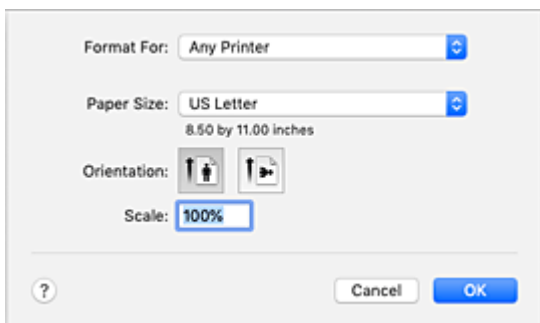 Format For: Any Printer
Paper Size: US Letter
8.50 by 11.00 inches
Orientation:
Scale: 100%
? Cancel OK